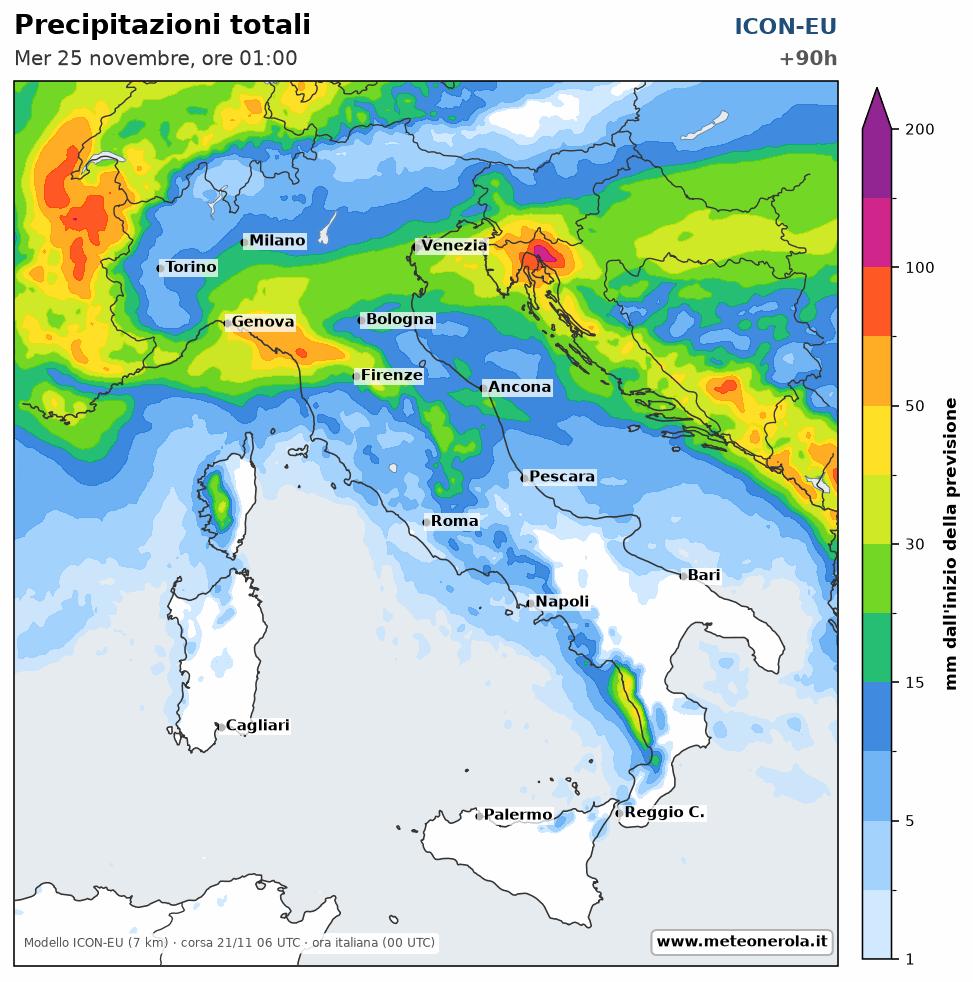 Precipitazioni totali
ICON-EU
Mer 25 novembre, ore 01:00
+90h
200
100
50
30
15
5
1
mm dall'inizio della previsione
Milano
Venezia
Torino
Genova
Bologna
Firenze
Ancona
Pescara
Roma
Bari
Napoli
Cagliari
Palermo
Reggio C.
Modello ICON-EU (7 km) · corsa 21/11 06 UTC · ora italiana (00 UTC)
www.meteonerola.it